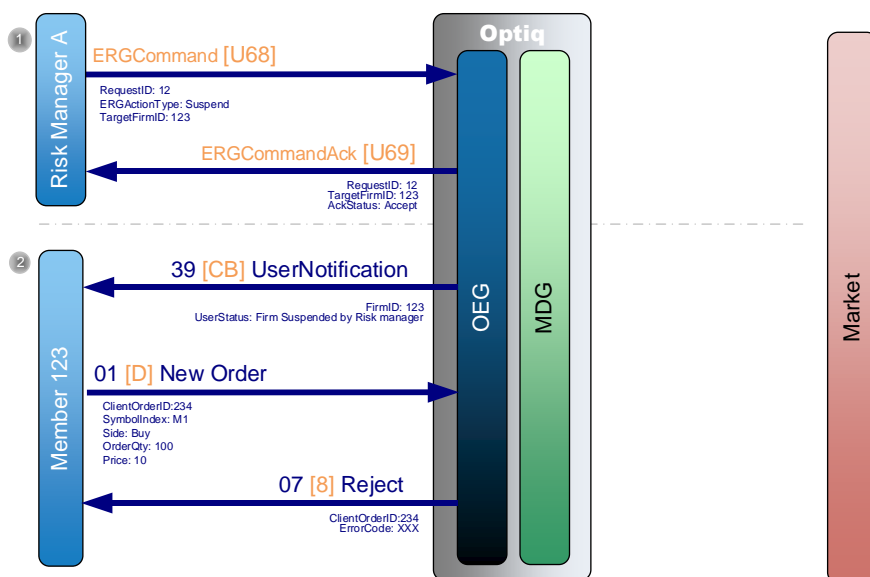 Optiq
1
Risk Manager A
ERGCommand [U68]
RequestID: 12
ERGActionType: Suspend
TargetFirmID: 123
ERGCommandAck [U69]
RequestID: 12
TargetFirmID: 123
AckStatus: Accept
2
Member 123
39 [CB] UserNotification
FirmID: 123
UserStatus: Firm Suspended by Risk manager
01 [D] New Order
ClientOrderID:234
SymbolIndex: M1
Side: Buy
OrderQty: 100
Price: 10
07 [8] Reject
ClientOrderID:234
ErrorCode: XXX
OEG
MDG
Market